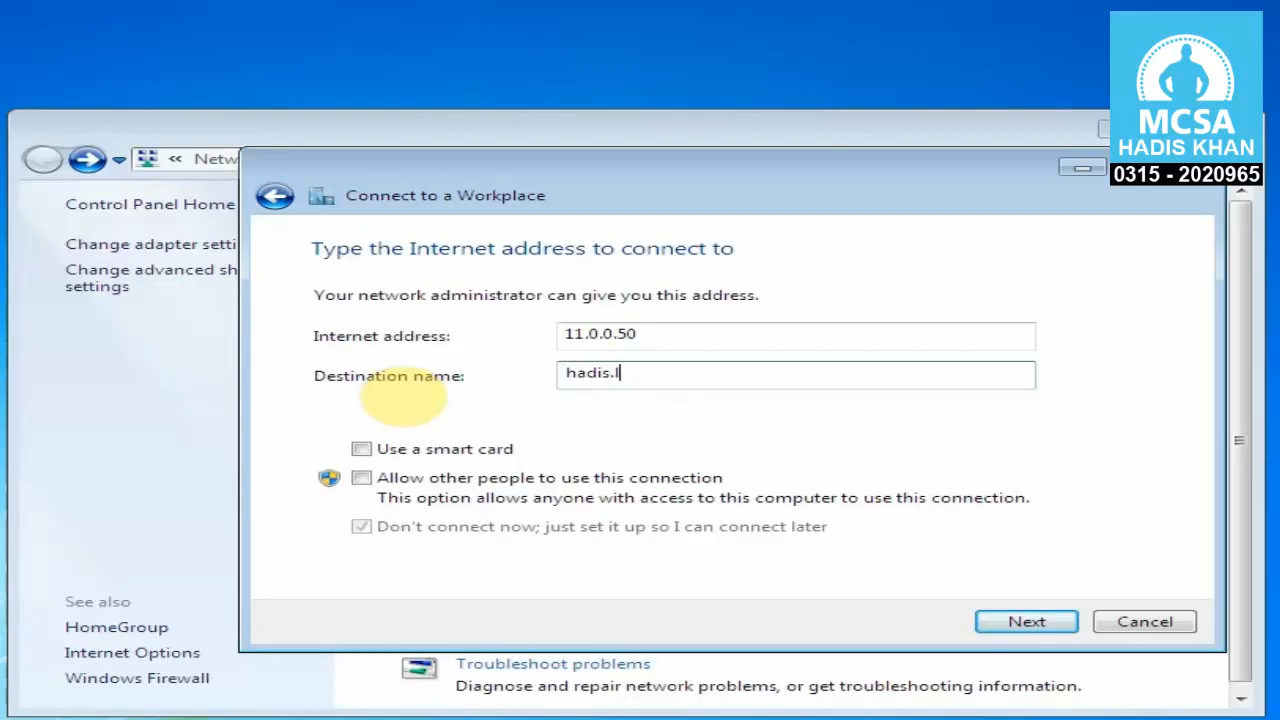 MCSA
HADIS KHAN
0315 - 2020965
« Netw
Control Panel Home
Change adapter setti
Change advanced sh
settings
See also
HomeGroup
Internet Options
Windows Firewall
Connect to a Workplace
Type the Internet address to connect to
Your network administrator can give you this address.
Internet address: 11.0.0.50
Destination name: hadis.l
Use a smart card
Allow other people to use this connection
This option allows anyone with access to this computer to use this connection.
Don't connect now; just set it up so I can connect later
Next Cancel
Troubleshoot problems
Diagnose and repair network problems, or get troubleshooting information.